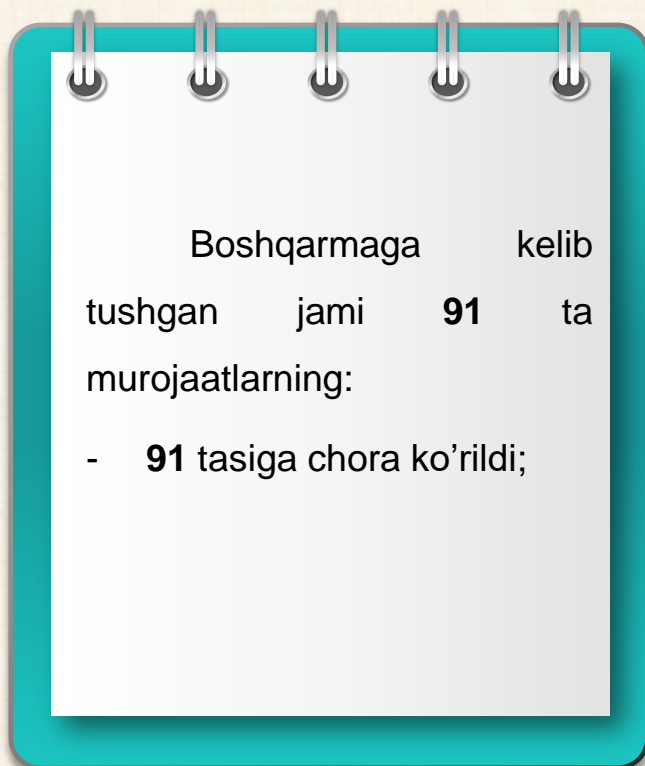 Boshqarmaga kelib
tushgan jami 91 ta
murojaatlarning:
- 91 tasiga chora ko’rildi;